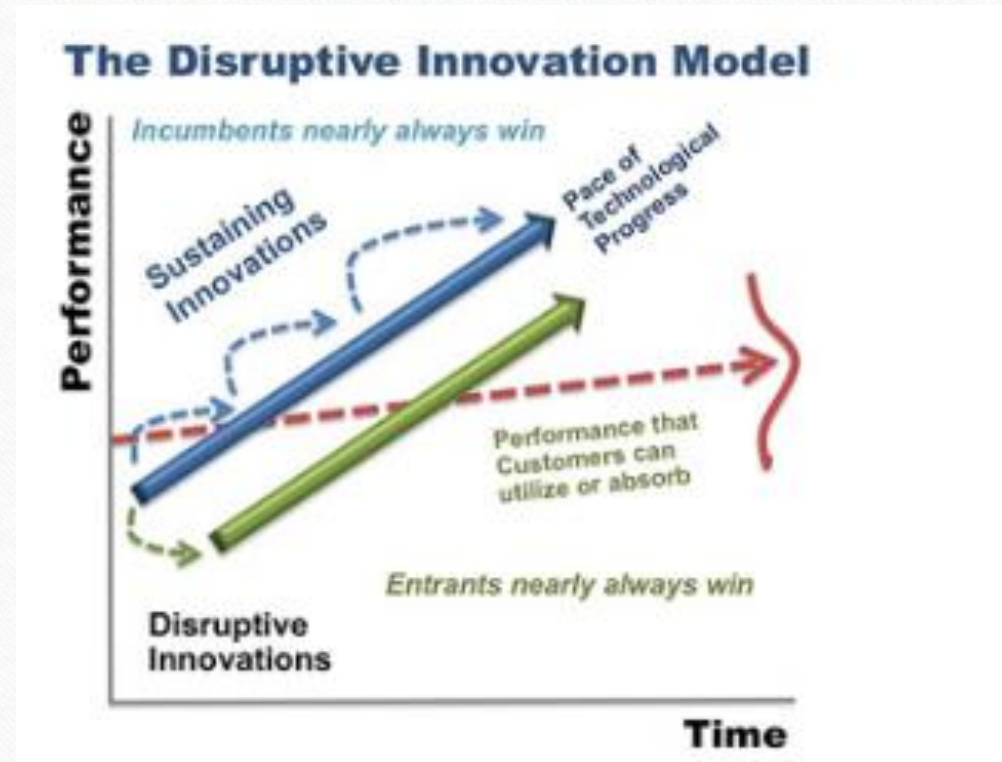 The Disruptive Innovation Model
Performance
Incumbents nearly always win
Sustaining
Innovations
Pace of
Technological
Progress
Performance that
Customers can
utilize or absorb
Entrants nearly always win
Disruptive
Innovations
Time